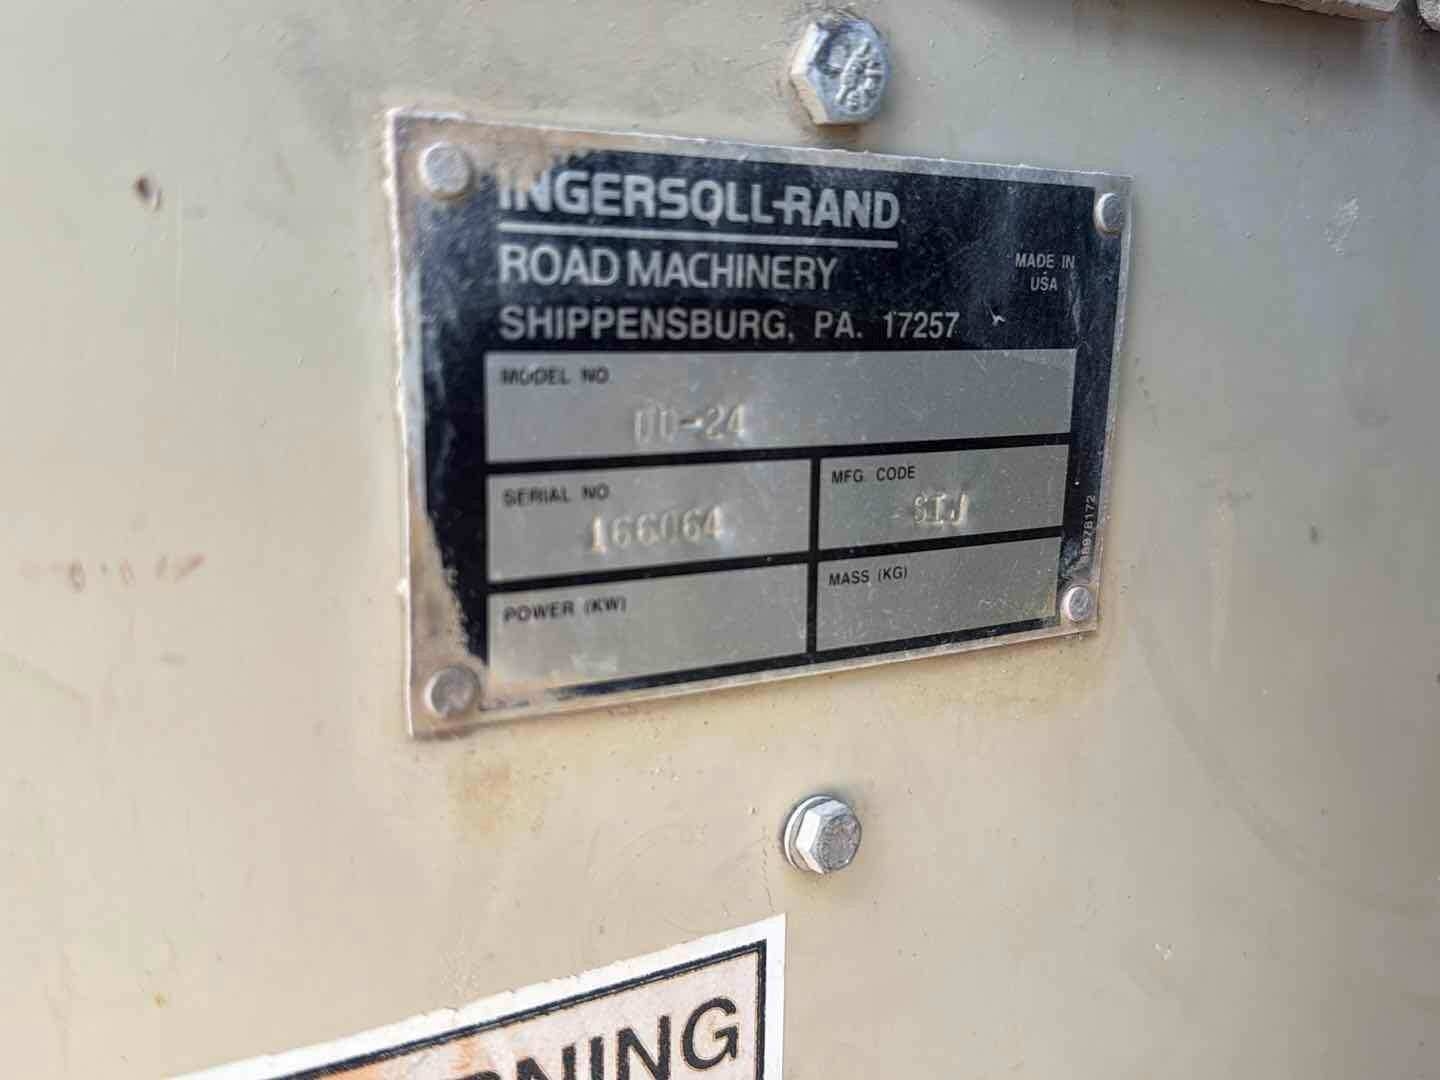 INGERSOLL-RAND
ROAD MACHINERY
MADE IN
USA
SHIPPENSBURG, PA. 17257
MODEL NO
DD-24
SERIAL NO
166064
MFG. CODE
SIJ
POWER (KW)
MASS (KG)